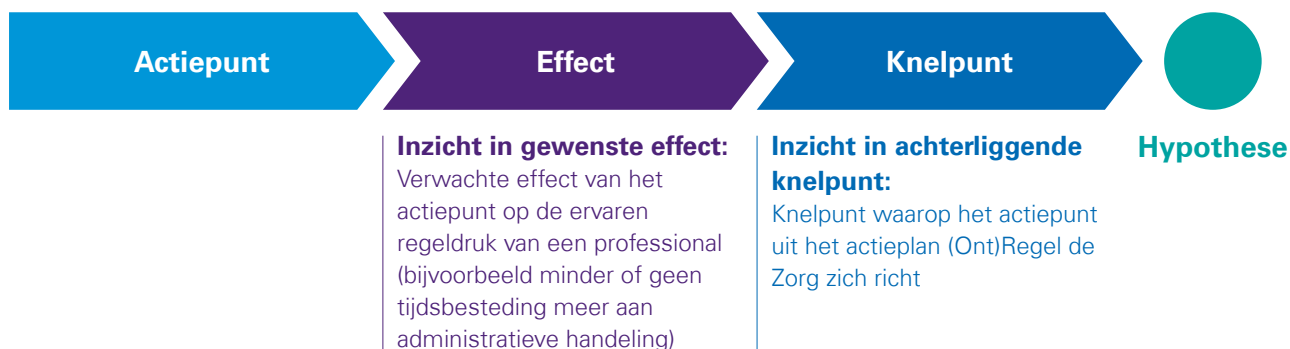 Actiepunt
Effect
Knelpunt
Inzicht in gewenste effect:
Verwachte effect van het
actiepunt op de ervaren
regeldruk van een professional
(bijvoorbeeld minder of geen
tijdsbesteding meer aan
administratieve handeling)
Inzicht in achterliggende
knelpunt:
Knelpunt waarop het actiepunt
uit het actieplan (Ont)Regel de
Zorg zich richt
Hypothese